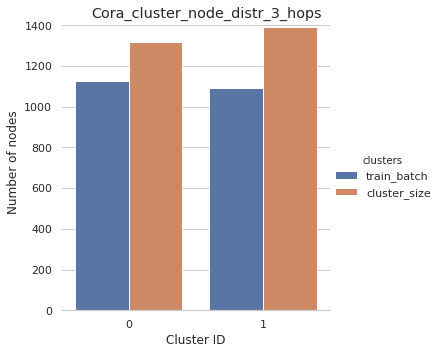 Cora_cluster_node_distr_3_hops
1400
1200
1000
800
600
400
200
0
Number of nodes
0 1
Cluster ID
clusters
train_batch
cluster_size